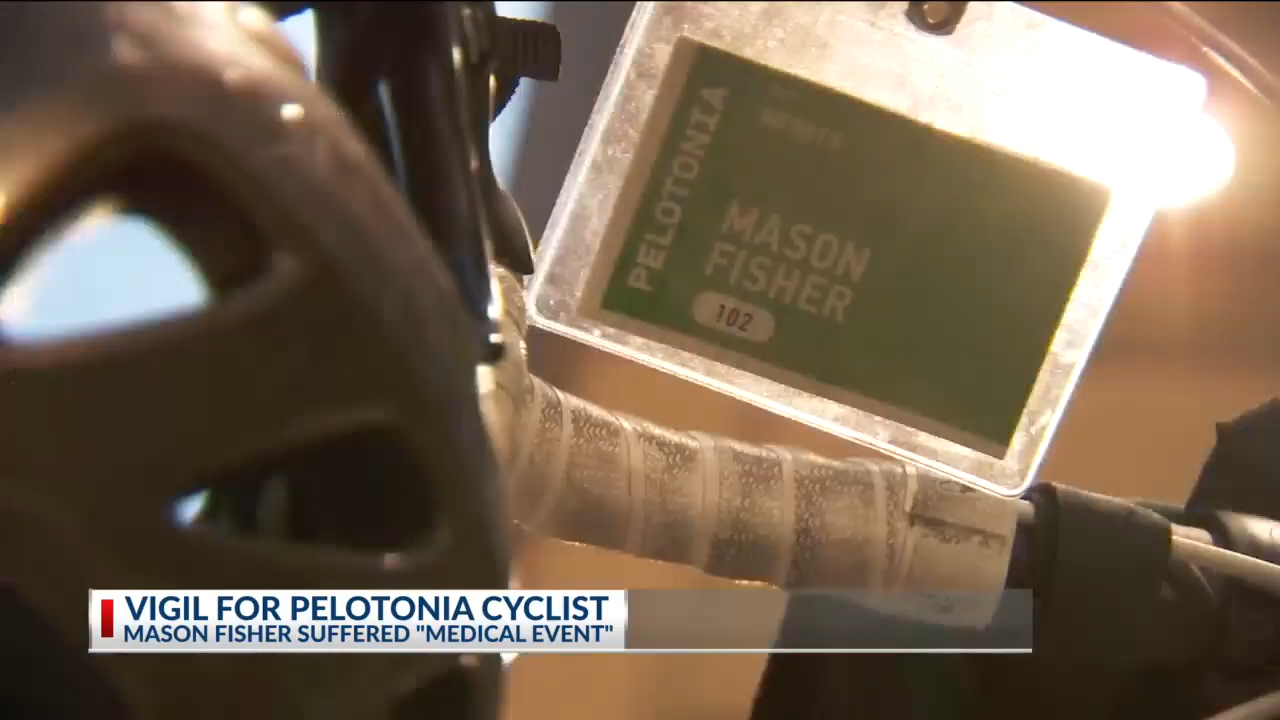 PELOTONIA
MASON
FISHER
102
VIGIL FOR PELOTONIA CYCLIST
MASON FISHER SUFFERED "MEDICAL EVENT"